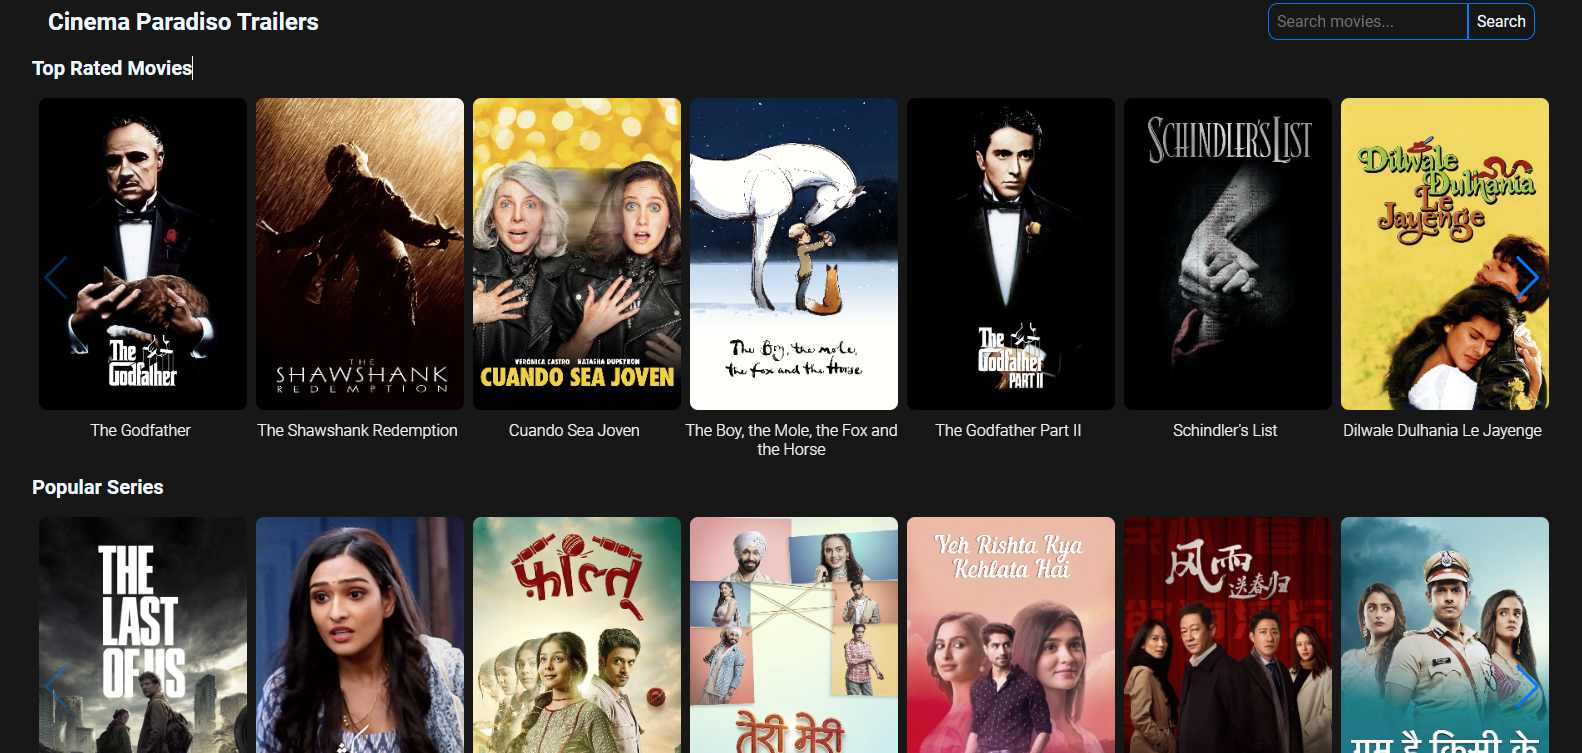 Cinema Paradiso Trailers
Search movies...
Search
Top Rated Movies
The
Godfather
THE
SHAWSHANK
REDEMPTION
VERÓNICA CASTRO NATASHA DUPEYRÓN
CUANDO SEA JOVEN
The Boy, the mole,
the fox and the Horse
The
Godfather
PART II
SCHINDLER'S LIST
Dilwale
Dulhania
Le
Jayenge
The Godfather
The Shawshank Redemption
Cuando Sea Joven
The Boy, the Mole, the Fox and
the Horse
The Godfather Part II
Schindler's List
Dilwale Dulhania Le Jayenge
Popular Series
THE
LAST
OF US
फ़ालतू
तेरी मेरी
Yeh Rishta Kya
Kehlata Hai
风雨
送春归
गुम है किसी के